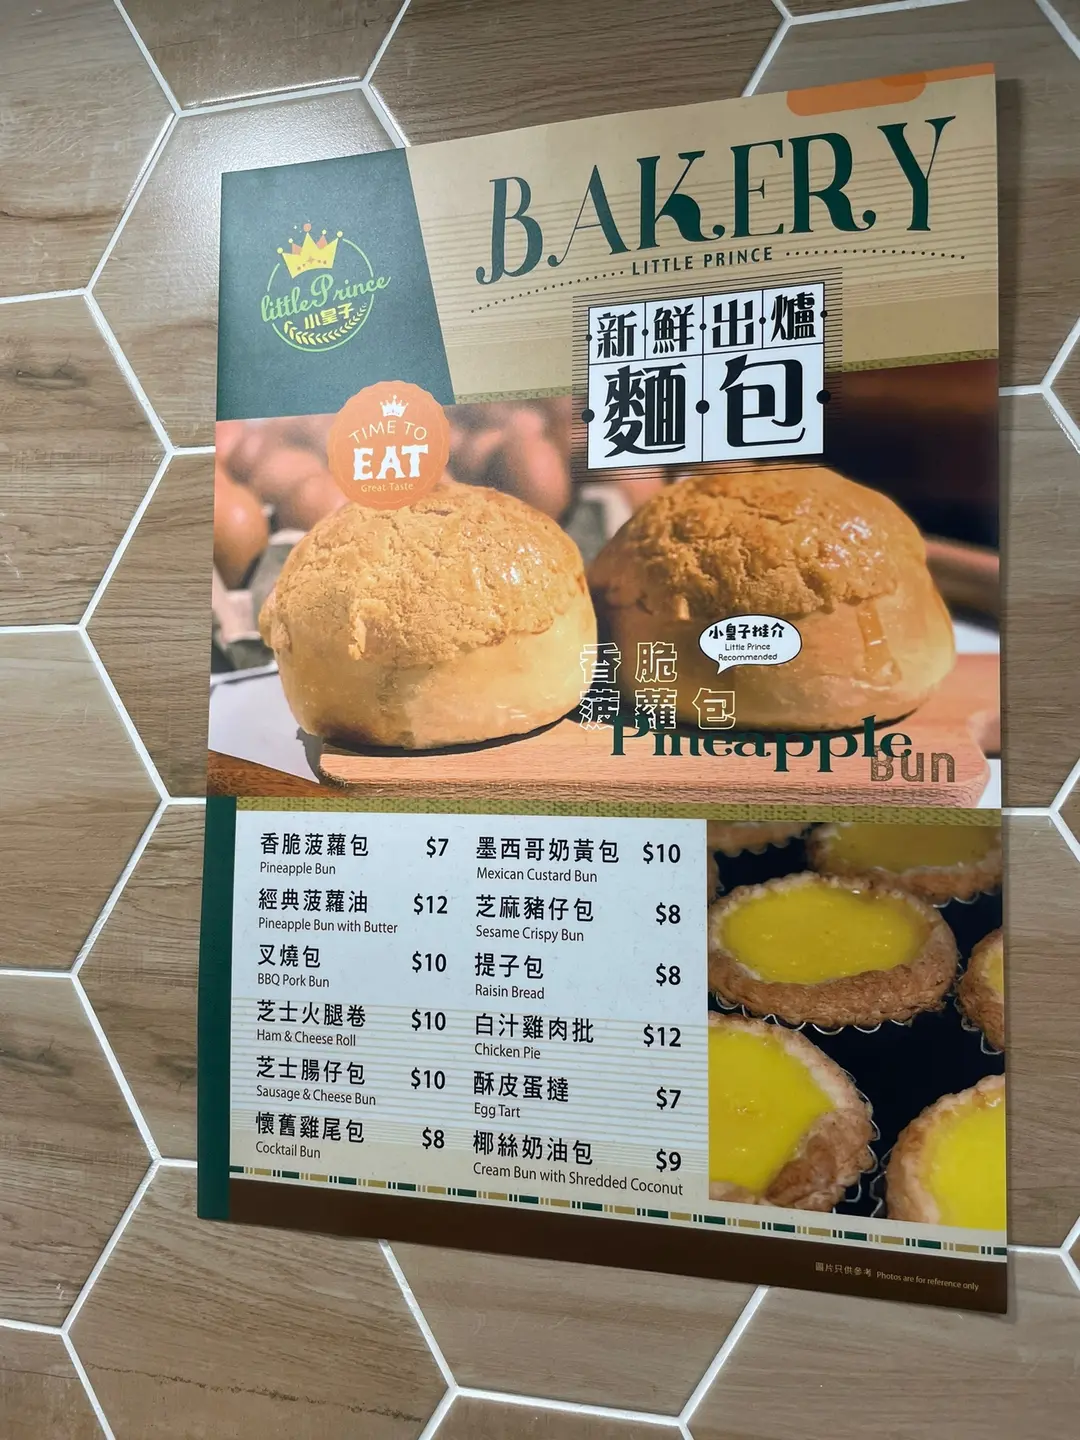 BAKERY
LITTLE PRINCE
little Prince
小皇子
新鮮出爐
麵包
TIME TO
EAT
Great Taste
小皇子推介
Little Prince
Recommended
香脆
菠蘿包
Pineapple
Bun
香脆菠蘿包 $7
Pineapple Bun
經典菠蘿油 $12
Pineapple Bun with Butter
叉燒包 $10
BBQ Pork Bun
芝士火腿卷 $10
Ham & Cheese Roll
芝士腸仔包 $10
Sausage & Cheese Bun
懷舊雞尾包 $8
Cocktail Bun
墨西哥奶黃包 $10
Mexican Custard Bun
芝麻豬仔包 $8
Sesame Crispy Bun
提子包 $8
Raisin Bread
白汁雞肉批 $12
Chicken Pie
酥皮蛋撻 $7
Egg Tart
椰絲奶油包 $9
Cream Bun with Shredded Coconut
圖片只供參考 Photos are for reference only